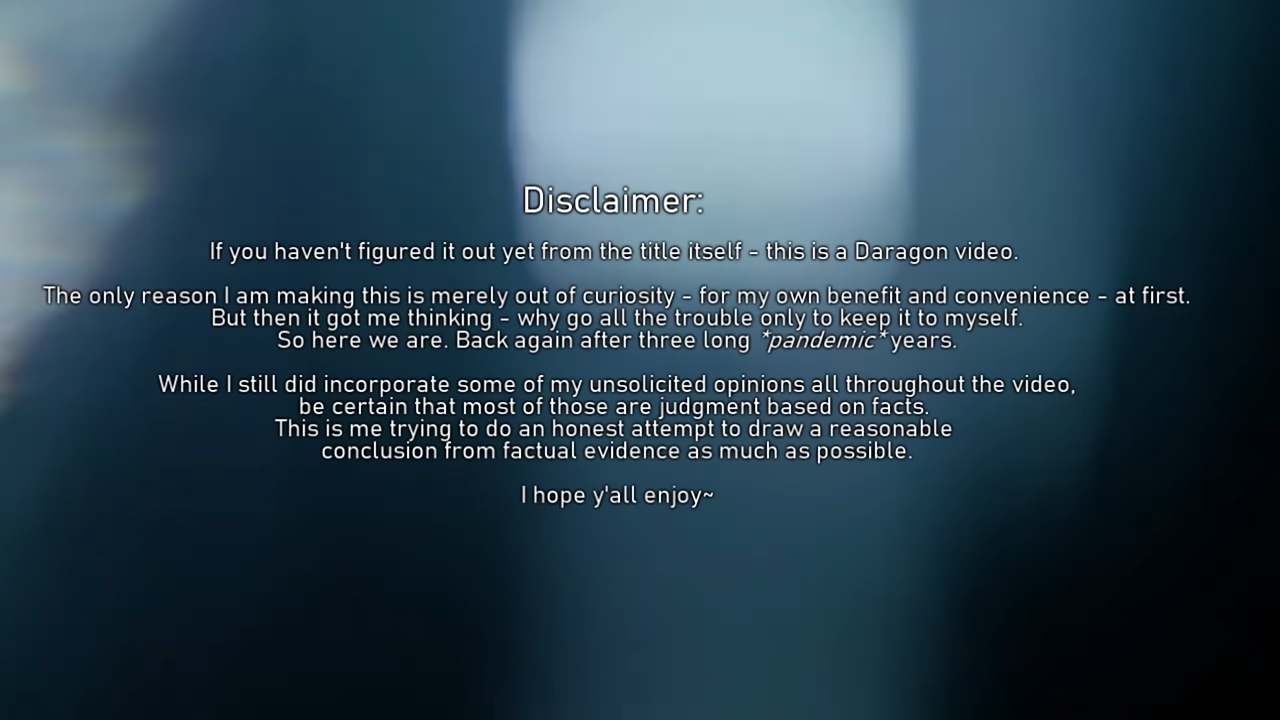 Disclaimer:
If you haven't figured it out yet from the title itself - this is a Daragon video.
The only reason I am making this is merely out of curiosity - for my own benefit and convenience - at first.
But then it got me thinking - why go all the trouble only to keep it to myself.
So here we are. Back again after three long *pandemic* years.
While I still did incorporate some of my unsolicited opinions all throughout the video,
be certain that most of those are judgment based on facts.
This is me trying to do an honest attempt to draw a reasonable
conclusion from factual evidence as much as possible.
I hope y'all enjoy~